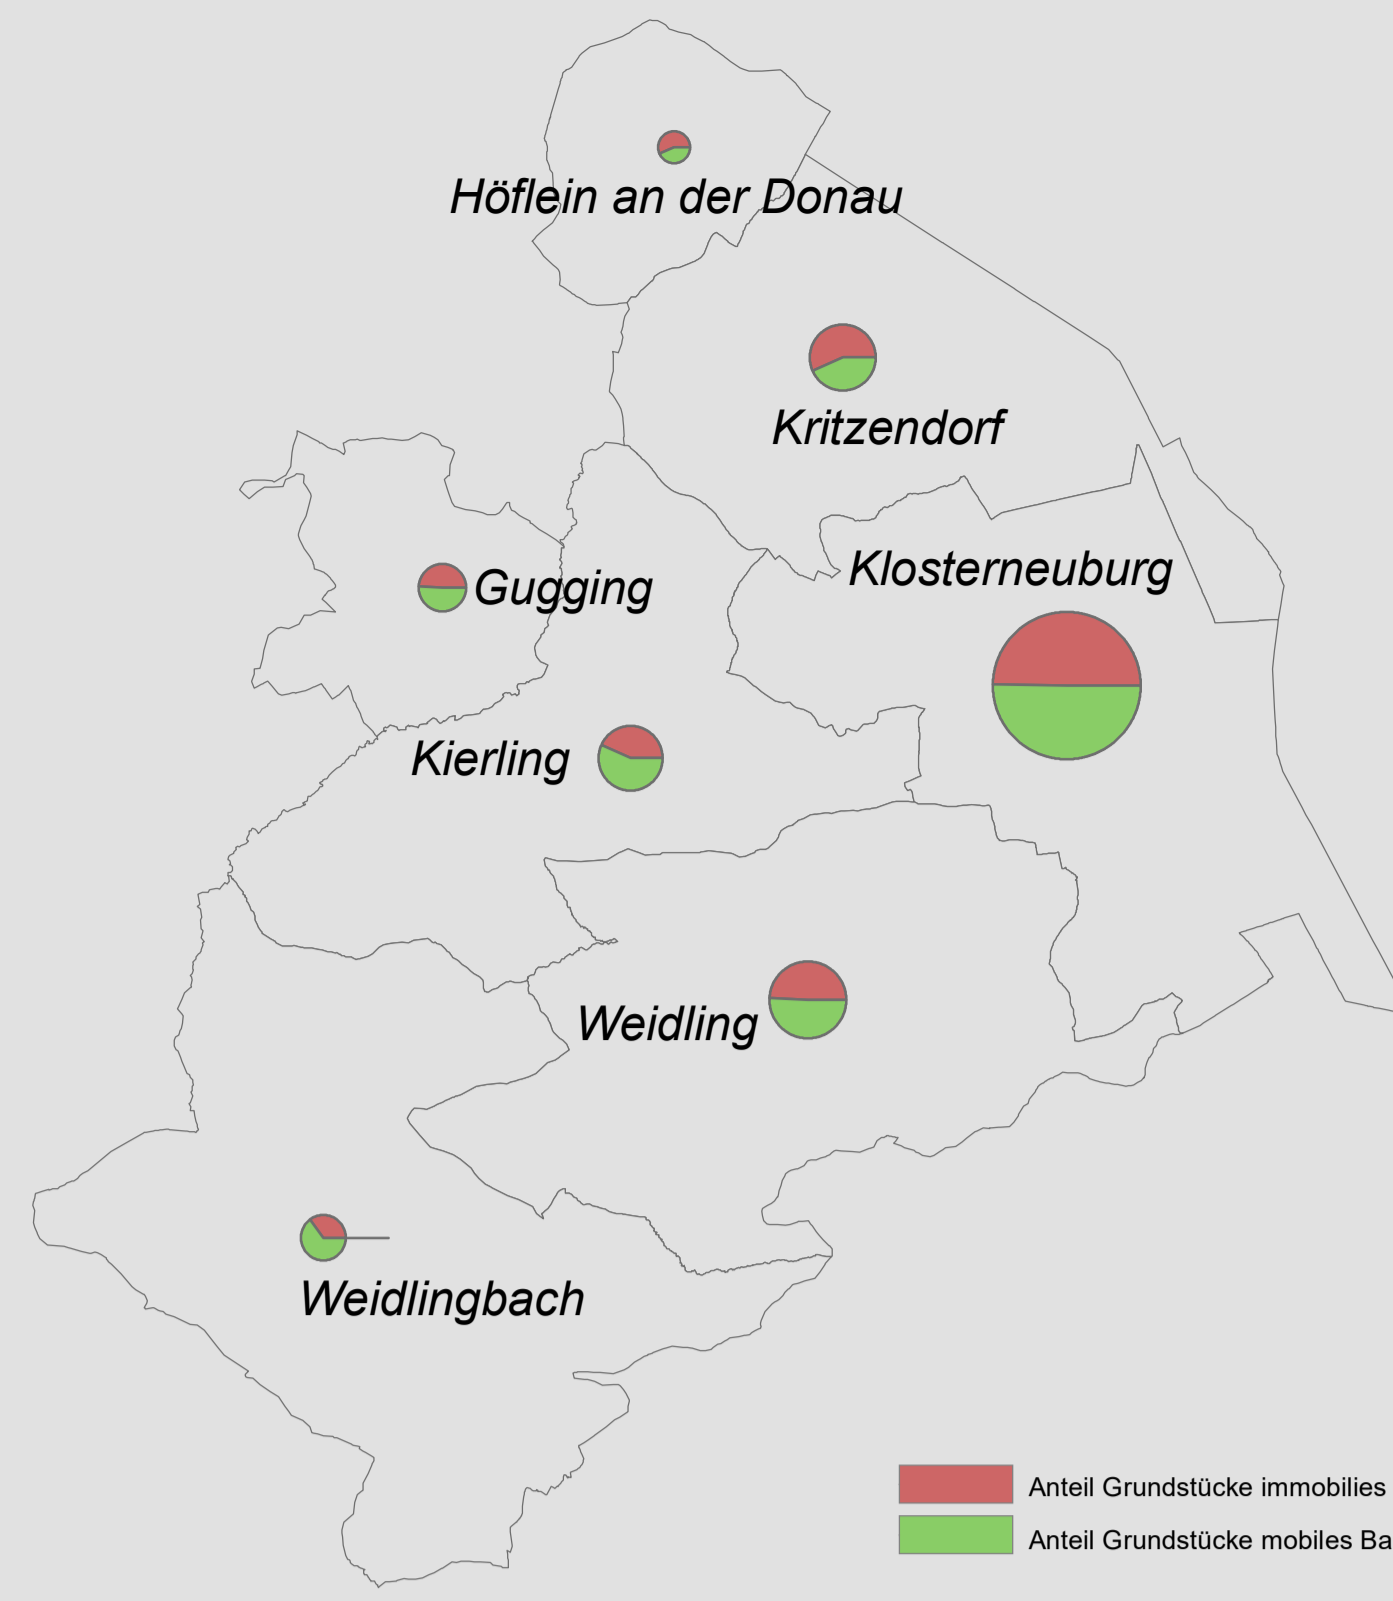 Höflein an der Donau
Kritzendorf
Klosterneuburg
Gugging
Kierling
Weidling
Weidlingbach
Anteil Grundstücke immobilies
Anteil Grundstücke mobiles Ba